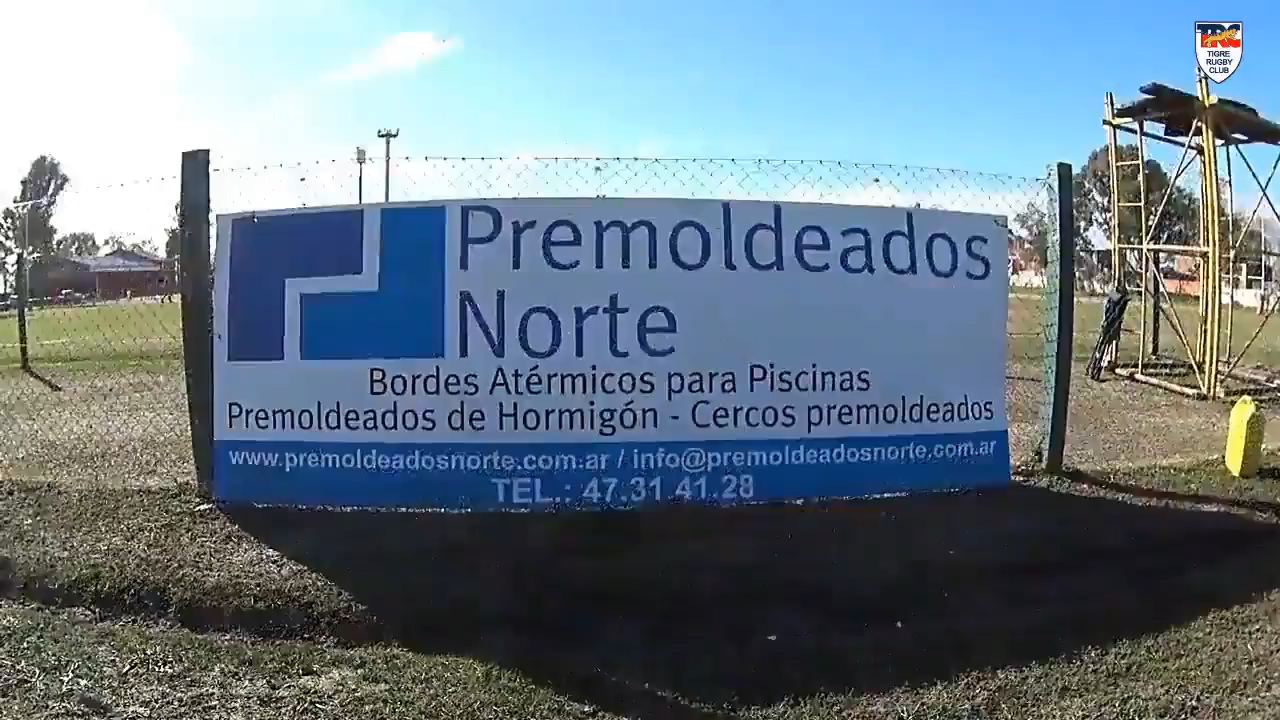 TRC
TIGRE
RUGBY
CLUB
Premoldeados
Norte
Bordes Atérmicos para Piscinas
Premoldeados de Hormigón - Cercos premoldeados
www.premoldeadosnorte.com.ar / info@premoldeadosnorte.com.ar
TEL.: 47.31 41.28